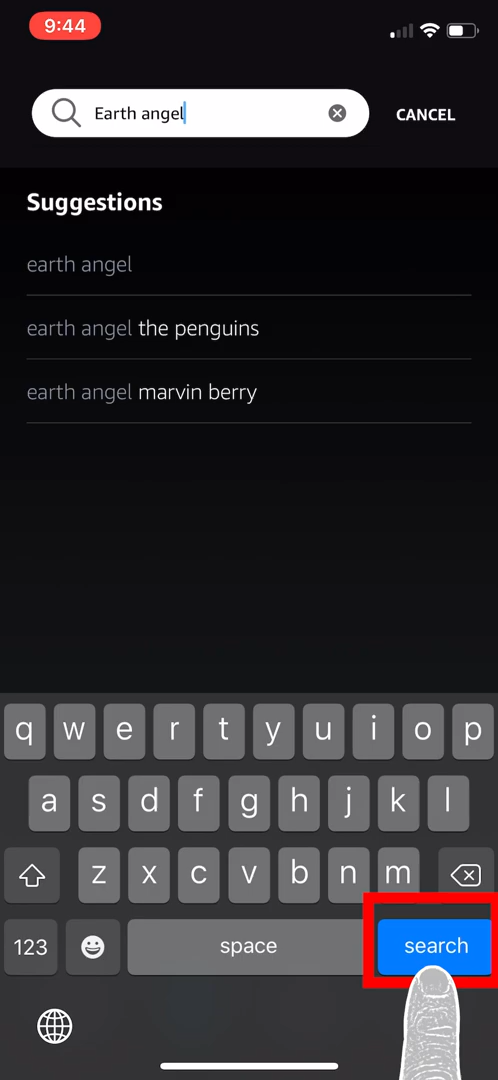 9:44
Earth angel
CANCEL
Suggestions
earth angel
earth angel the penguins
earth angel marvin berry
q w e r t y u i o p
a s d f g h j k l
z x c v b n m
123 space search